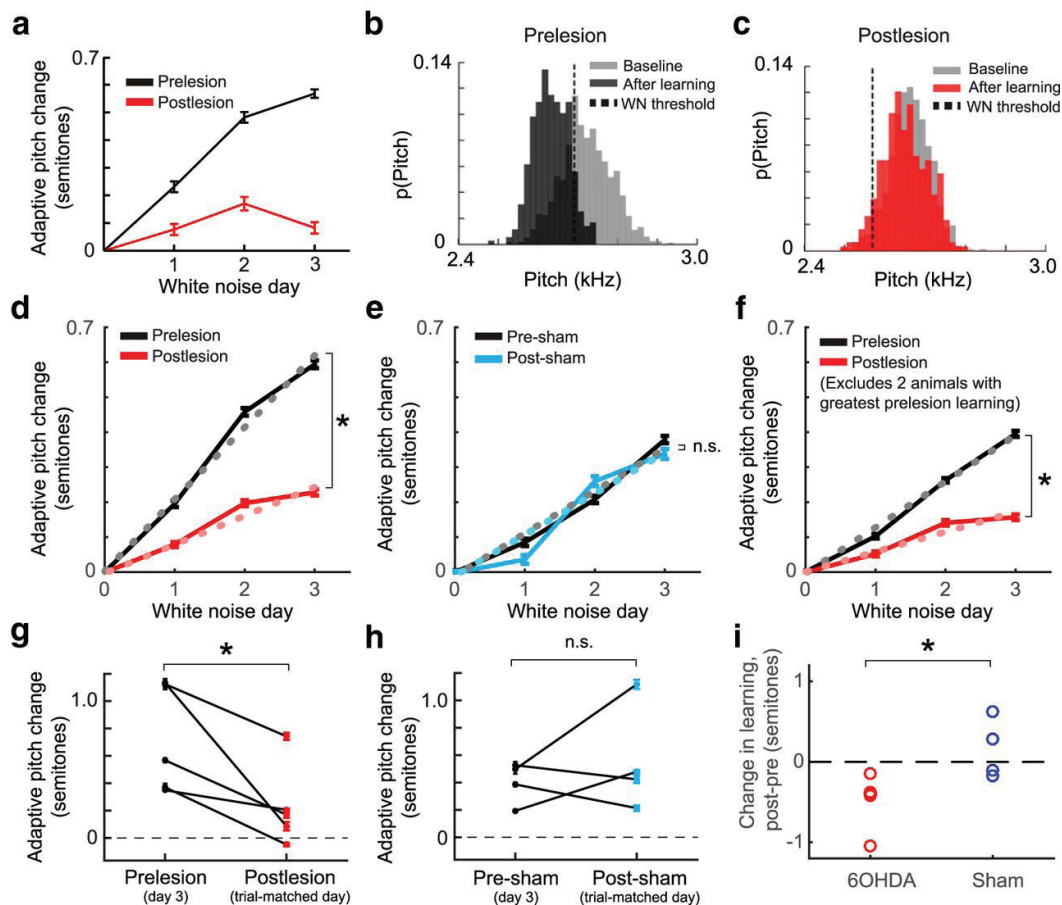 a
0.7
Prelesion
Postlesion
Adaptive pitch change
(semitones)
0
1
2
3
White noise day
b
Prelesion
0.14
Baseline
After learning
WN threshold
p(Pitch)
0
2.4
3.0
Pitch (kHz)
c
Postlesion
0.14
Baseline
After learning
WN threshold
p(Pitch)
0
2.4
3.0
Pitch (kHz)
d
0.7
Prelesion
Postlesion
*
Adaptive pitch change
(semitones)
0
0
1
2
3
White noise day
e
0.7
Pre-sham
Post-sham
n.s.
Adaptive pitch change
(semitones)
0
0
1
2
3
White noise day
f
0.7
Prelesion
Postlesion
(Excludes 2 animals with
greatest prelesion learning)
*
Adaptive pitch change
(semitones)
0
0
1
2
3
White noise day
g
*
1.0
Adaptive pitch change
(semitones)
0
Prelesion
(day 3)
Postlesion
(trial-matched day)
h
n.s.
1.0
Adaptive pitch change
(semitones)
0
Pre-sham
(day 3)
Post-sham
(trial-matched day)
i
*
Change in learning,
post-pre (semitones)
1
0
-1
6OHDA
Sham